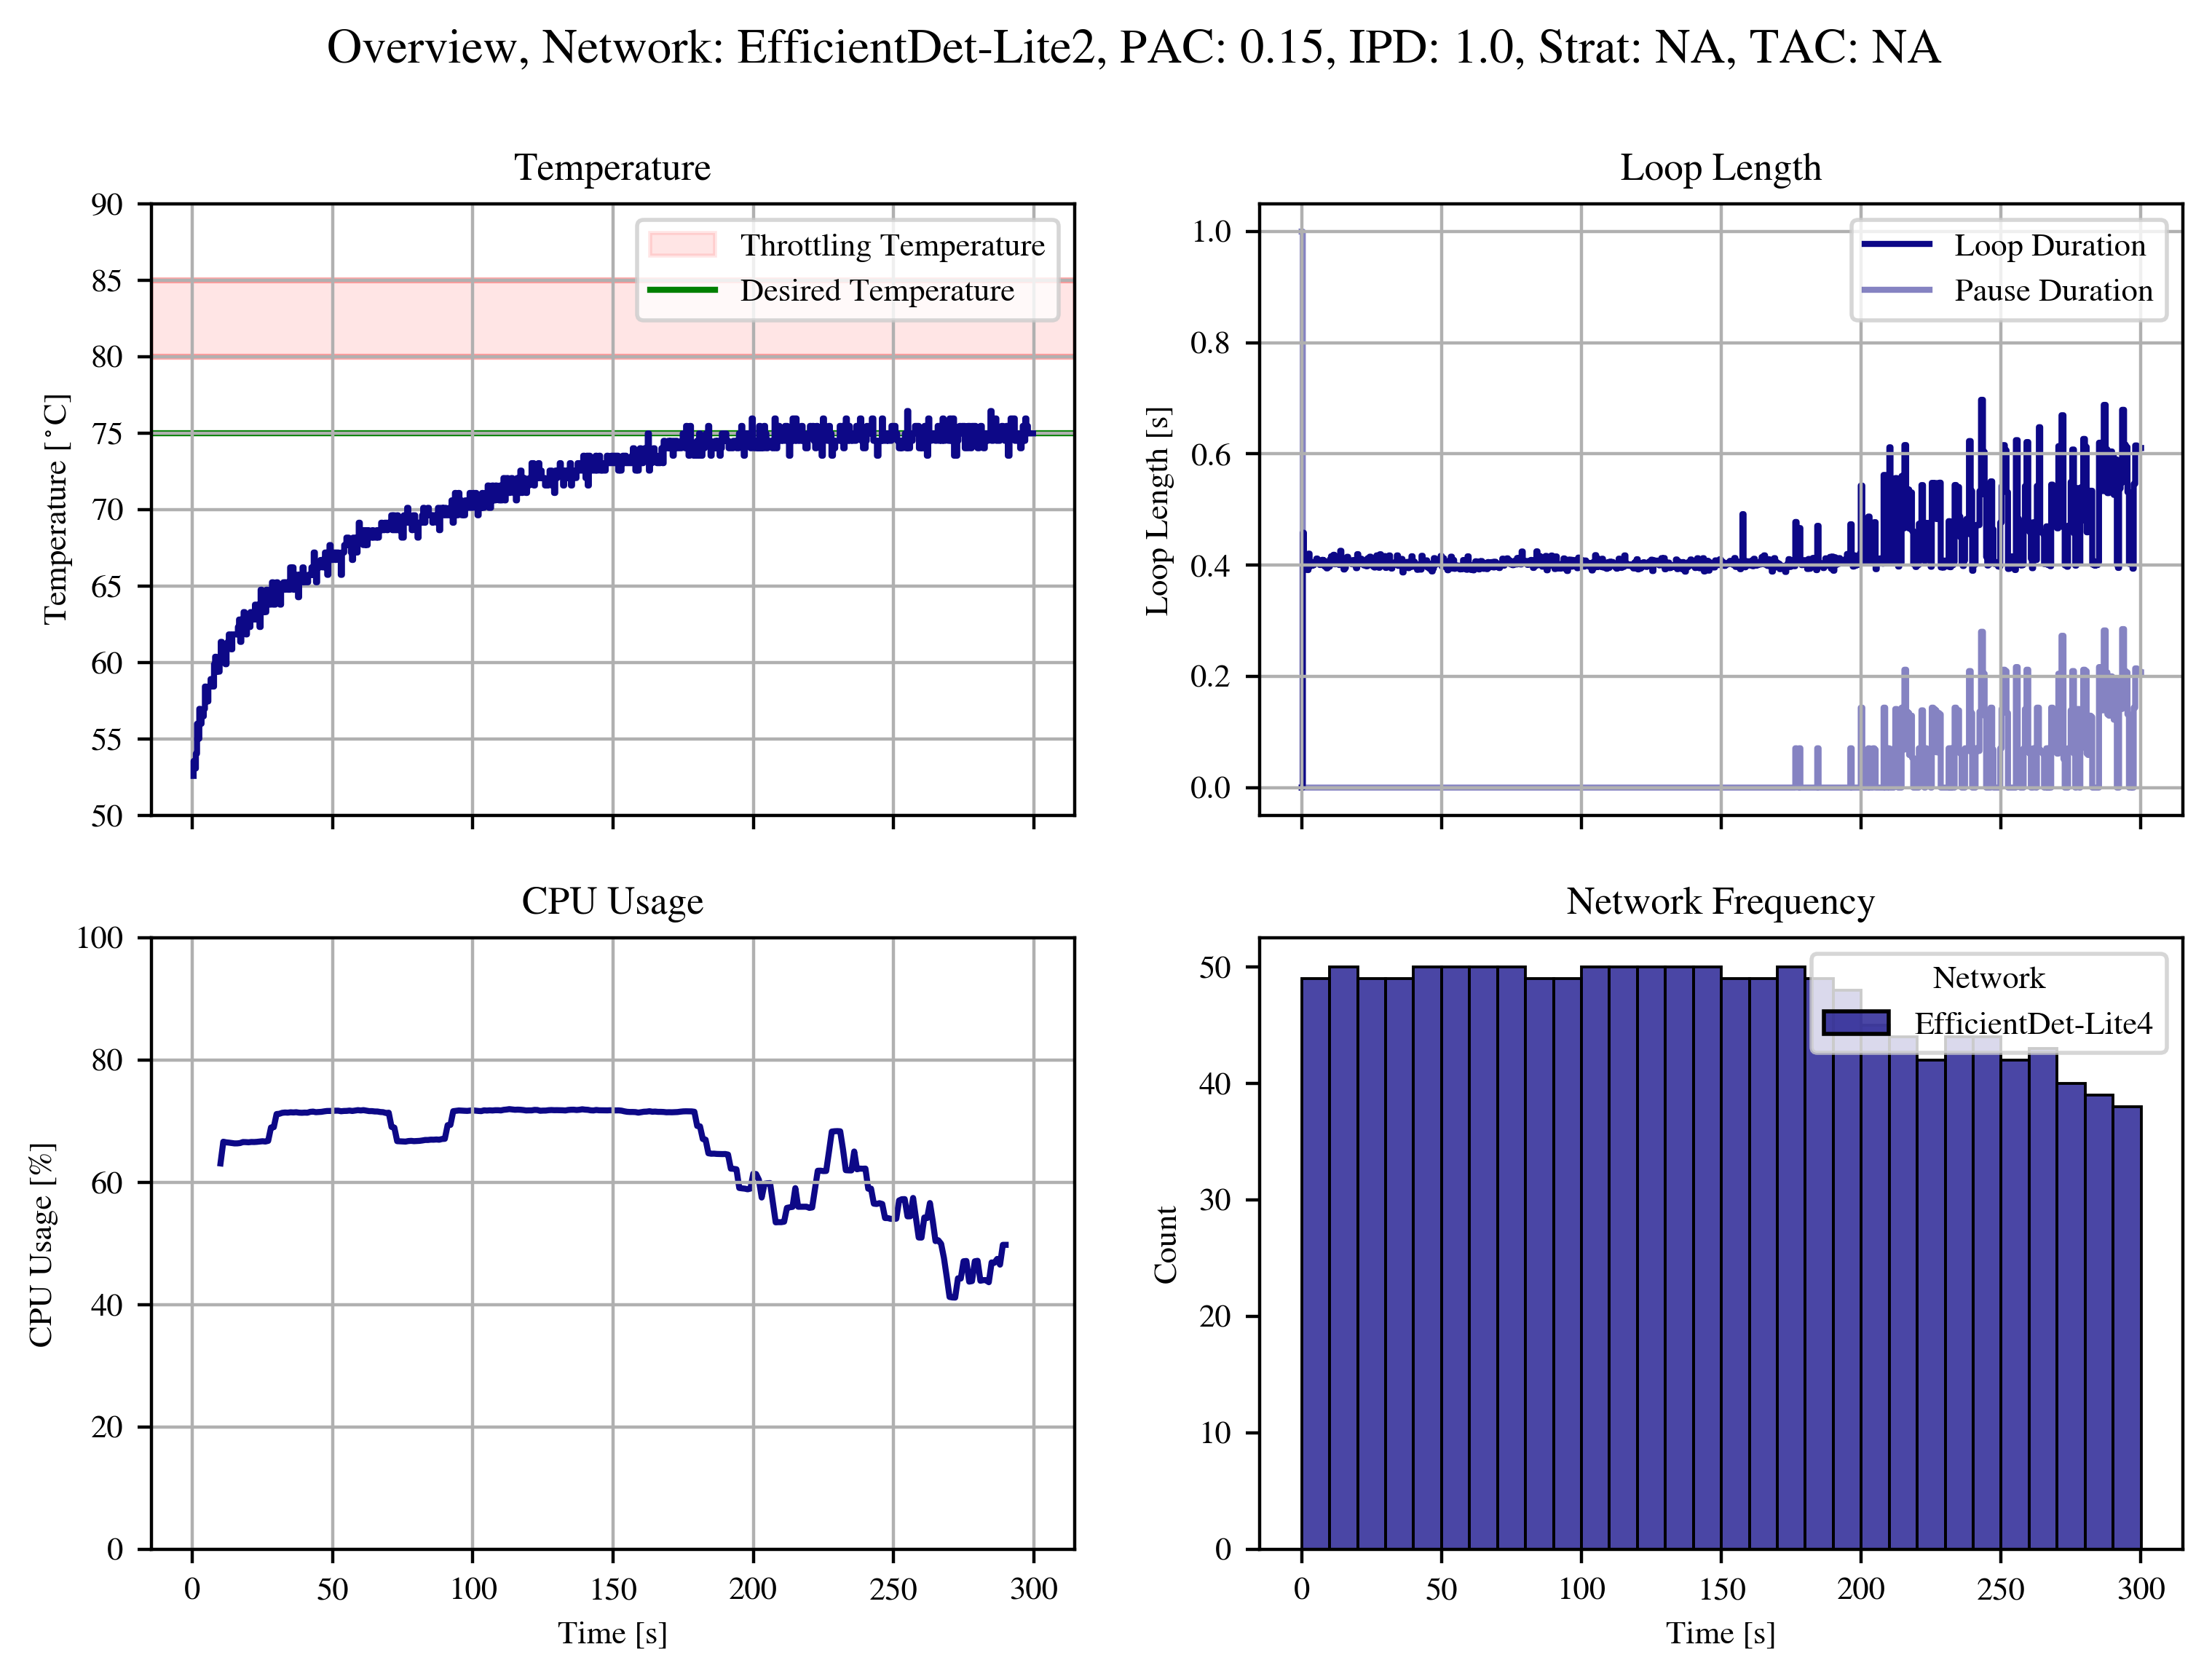 Overview, Network: EfficientDet-Lite2, PAC: 0.15, IPD: 1.0, Strat: NA, TAC: NA
Temperature
90
85
80
75
70
65
60
55
50
Temperature [°C]
Throttling Temperature
Desired Temperature
Loop Length
1.0
0.8
0.6
0.4
0.2
0.0
Loop Length [s]
Loop Duration
Pause Duration
CPU Usage
100
80
60
40
20
0
CPU Usage [%]
0 50 100 150 200 250 300
Time [s]
Network Frequency
50
40
30
20
10
0
Count
Network
EfficientDet-Lite4
0 50 100 150 200 250 300
Time [s]